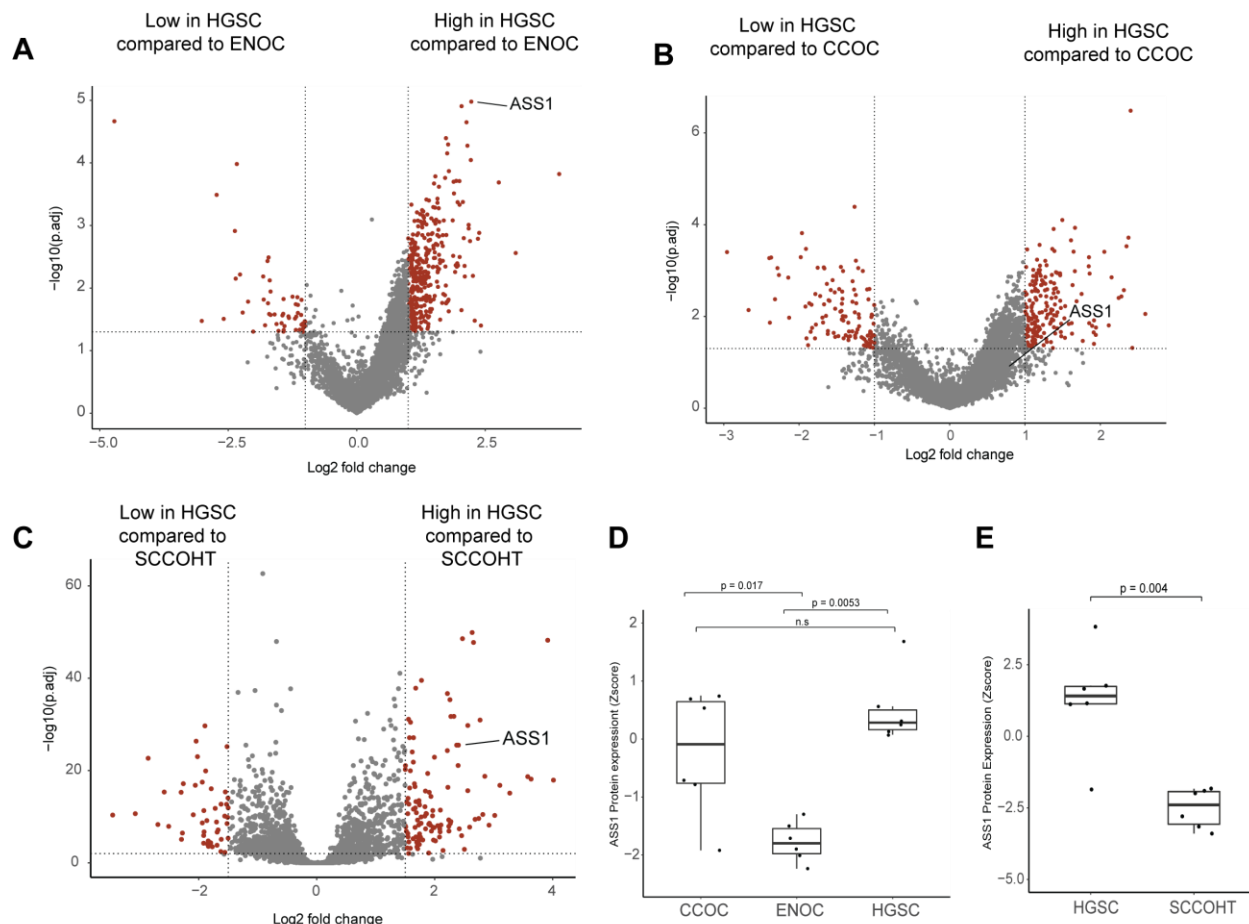 A
Low in HGSC
compared to ENOC
High in HGSC
compared to ENOC
ASS1
5
4
3
2
1
0
−log10(p.adj)
−5.0
−2.5
0.0
2.5
Log2 fold change
B
Low in HGSC
compared to CCOC
High in HGSC
compared to CCOC
ASS1
6
4
2
0
−log10(p.adj)
−3
−2
−1
0
1
2
Log2 fold change
C
Low in HGSC
compared to
SCCOHT
High in HGSC
compared to
SCCOHT
ASS1
60
40
20
0
−log10(p.adj)
−2
0
2
4
Log2 fold change
D
p = 0.017
p = 0.0053
n.s
1
0
−1
−2
ASS1 Protein expressiont (Zscore)
CCOC
ENOC
HGSC
E
p = 0.004
2.5
0.0
−2.5
−5.0
ASS1 Protein Expression (Zscore)
HGSC
SCCOHT